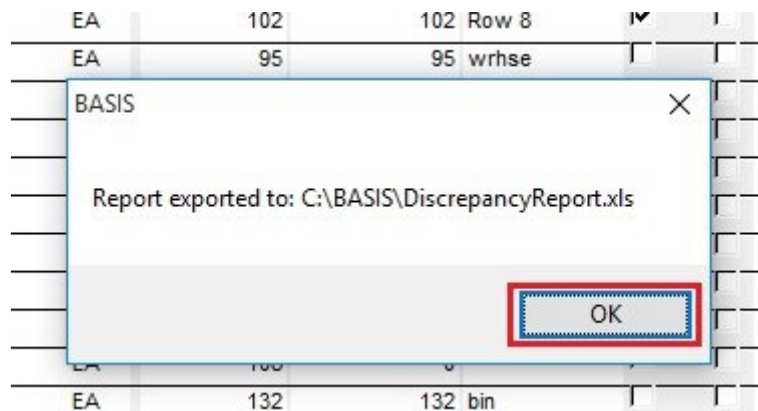 EA 102 102 Row 8
EA 95 95 wrhse
BASIS
Report exported to: C:\BASIS\DiscrepancyReport.xls
OK
EA 132 132 bin